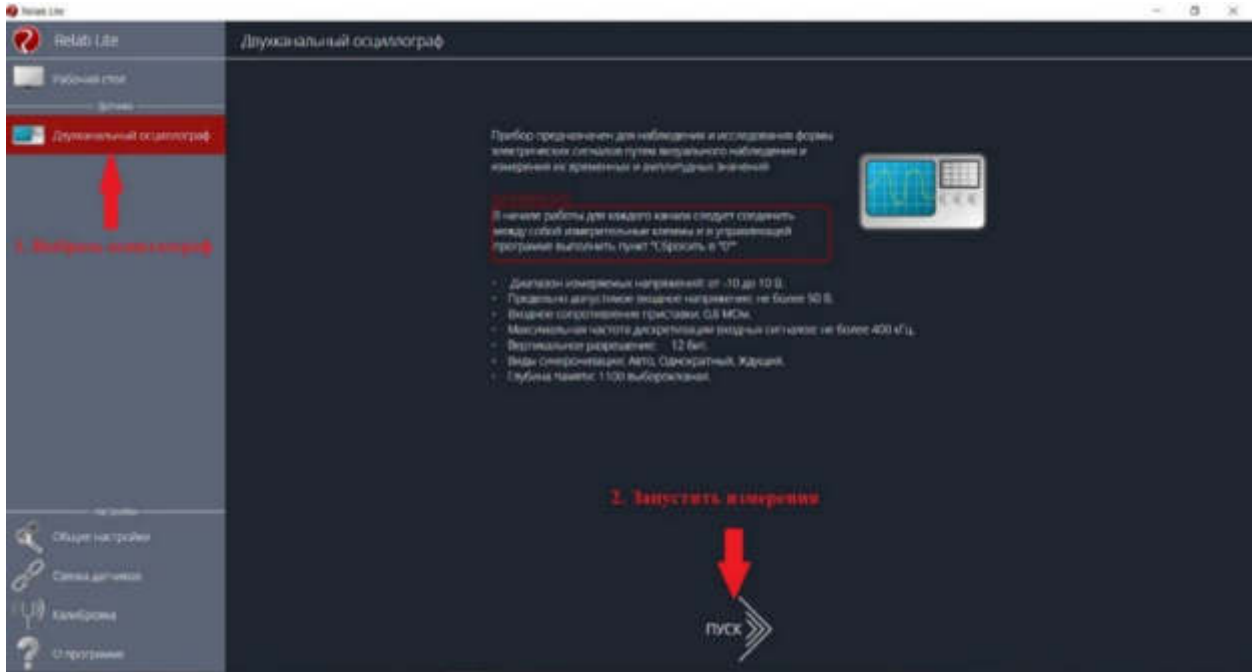 Relab Lite
Relab Lite
Двухканальный осциллограф
Рабочий стол
Датчики
Двухканальный осциллограф
Прибор предназначен для наблюдения и исследования формы
электрических сигналов путем визуального наблюдения и
измерения их временных и амплитудных значений
В начале работы для каждого канала следует соединить
между собой измерительные клеммы и в управляющей
программе выполнить пункт "Сбросить в "0""
1. Выбрать осциллограф
- Диапазон измеряемых напряжений: от -10 до 10 В.
- Предельно допустимое входное напряжение: не более 50 В.
- Входное сопротивление приставки: 0,8 МОм.
- Максимальная частота дискретизации входных сигналов: не более 400 кГц.
- Вертикальное разрешение: 12 бит.
- Виды синхронизации: Авто, Однократный, Ждущий.
- Глубина памяти: 1100 выборок/канал.
2. Запустить измерения
Настройки
Общие настройки
Связка датчиков
Калибровка
О программе
ПУСК